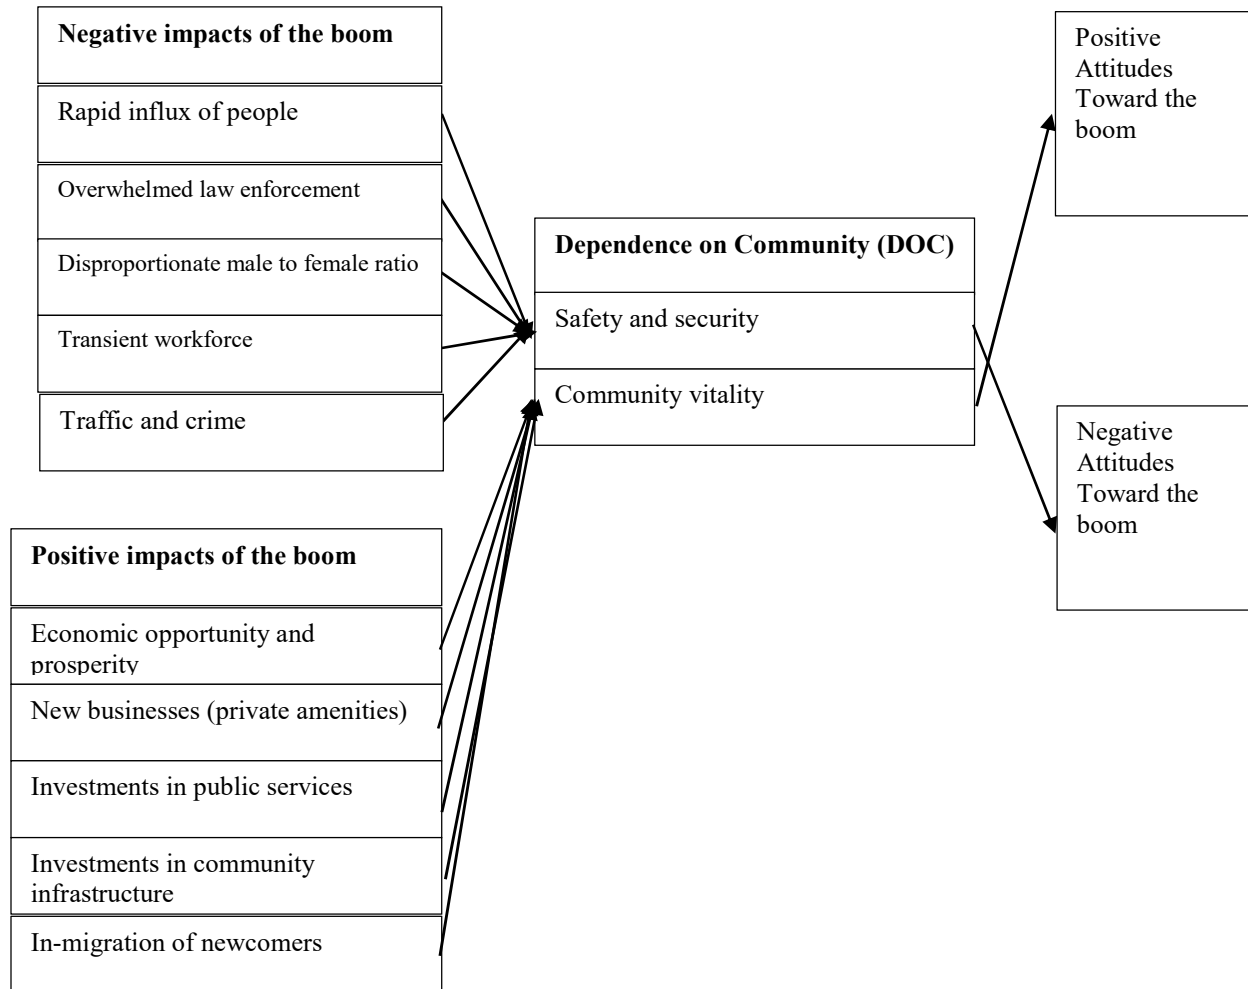 Negative impacts of the boom
Rapid influx of people
Overwhelmed law enforcement
Disproportionate male to female ratio
Transient workforce
Traffic and crime
Positive impacts of the boom
Economic opportunity and
prosperity
New businesses (private amenities)
Investments in public services
Investments in community
infrastructure
In-migration of newcomers
Dependence on Community (DOC)
Safety and security
Community vitality
Positive
Attitudes
Toward the
boom
Negative
Attitudes
Toward the
boom